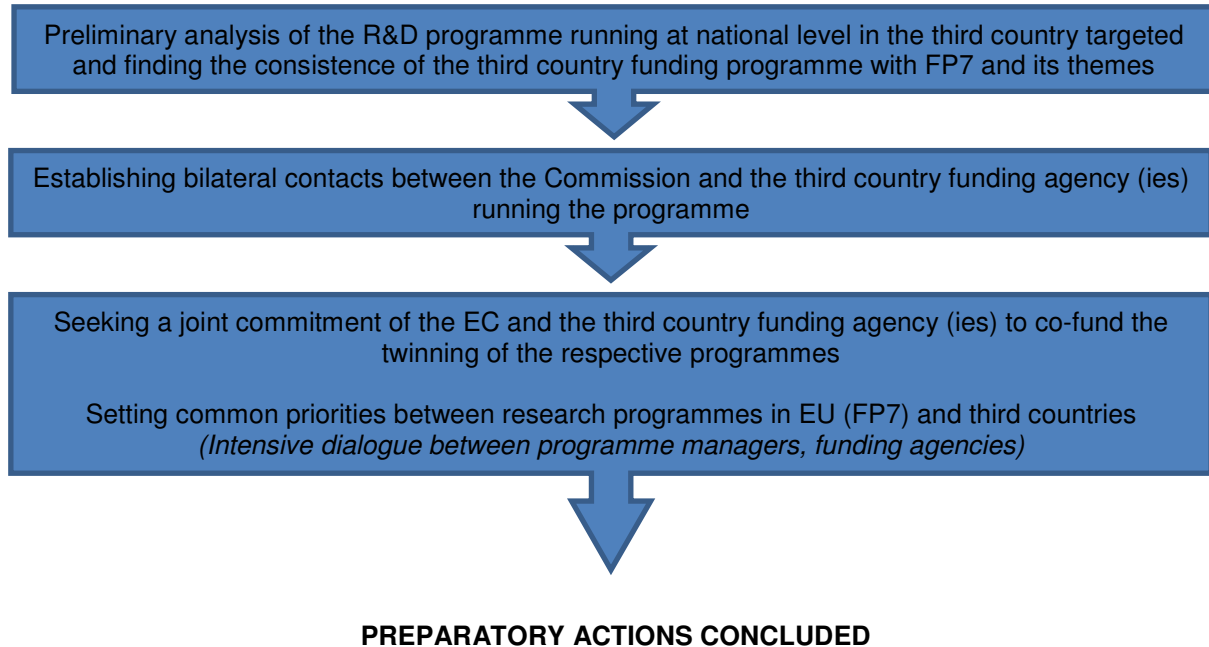 Preliminary analysis of the R&D programme running at national level in the third country targeted
and finding the consistence of the third country funding programme with FP7 and its themes
Establishing bilateral contacts between the Commission and the third country funding agency (ies)
running the programme
Seeking a joint commitment of the EC and the third country funding agency (ies) to co-fund the
twinning of the respective programmes
Setting common priorities between research programmes in EU (FP7) and third countries
(Intensive dialogue between programme managers, funding agencies)
PREPARATORY ACTIONS CONCLUDED